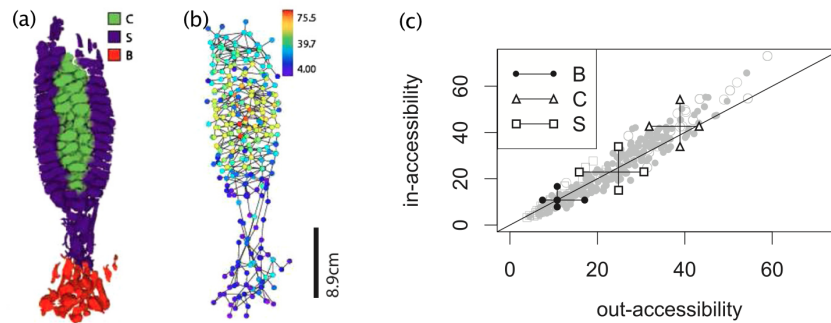 (a)
C
S
B
(b)
75.5
39.7
4.00
8.9cm
(c)
B
C
S
in-accessibility
60
40
20
0
0
20
40
60
out-accessibility